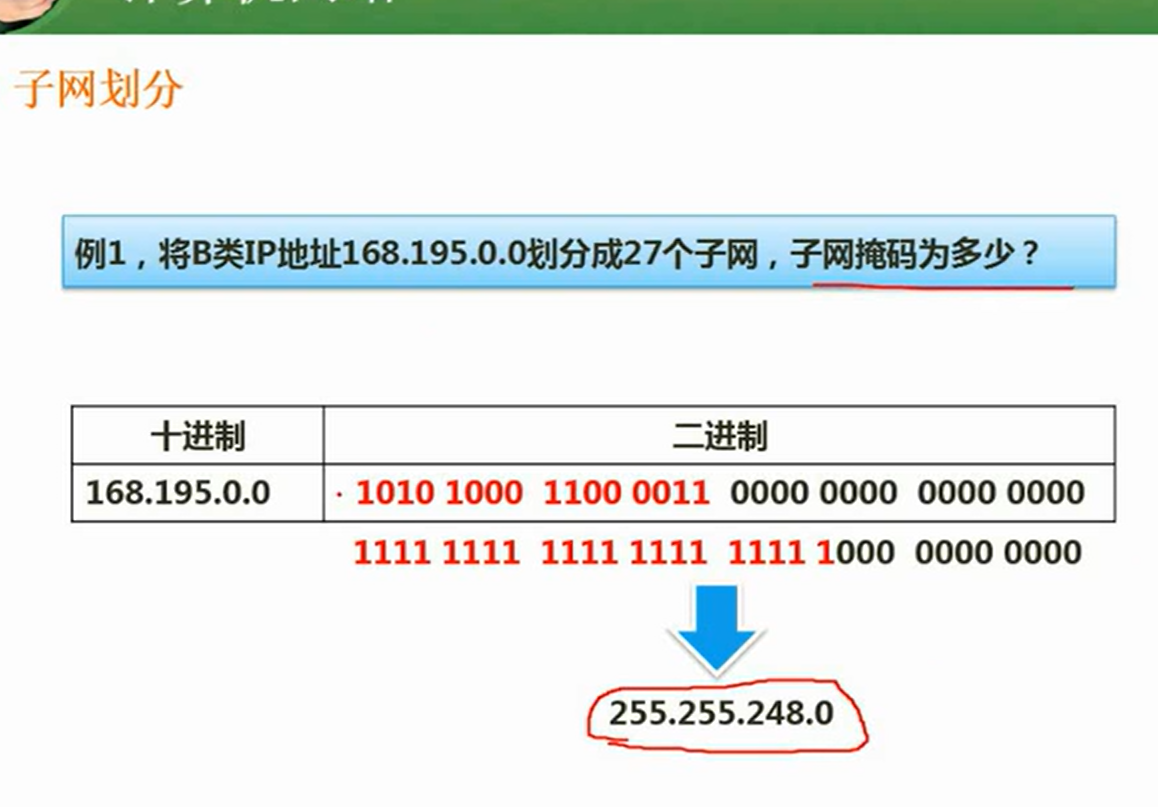 子网划分
例1，将B类IP地址168.195.0.0划分成27个子网，子网掩码为多少？
十进制 二进制
168.195.0.0 1010 1000 1100 0011 0000 0000 0000 0000
1111 1111 1111 1111 1111 1000 0000 0000
255.255.248.0